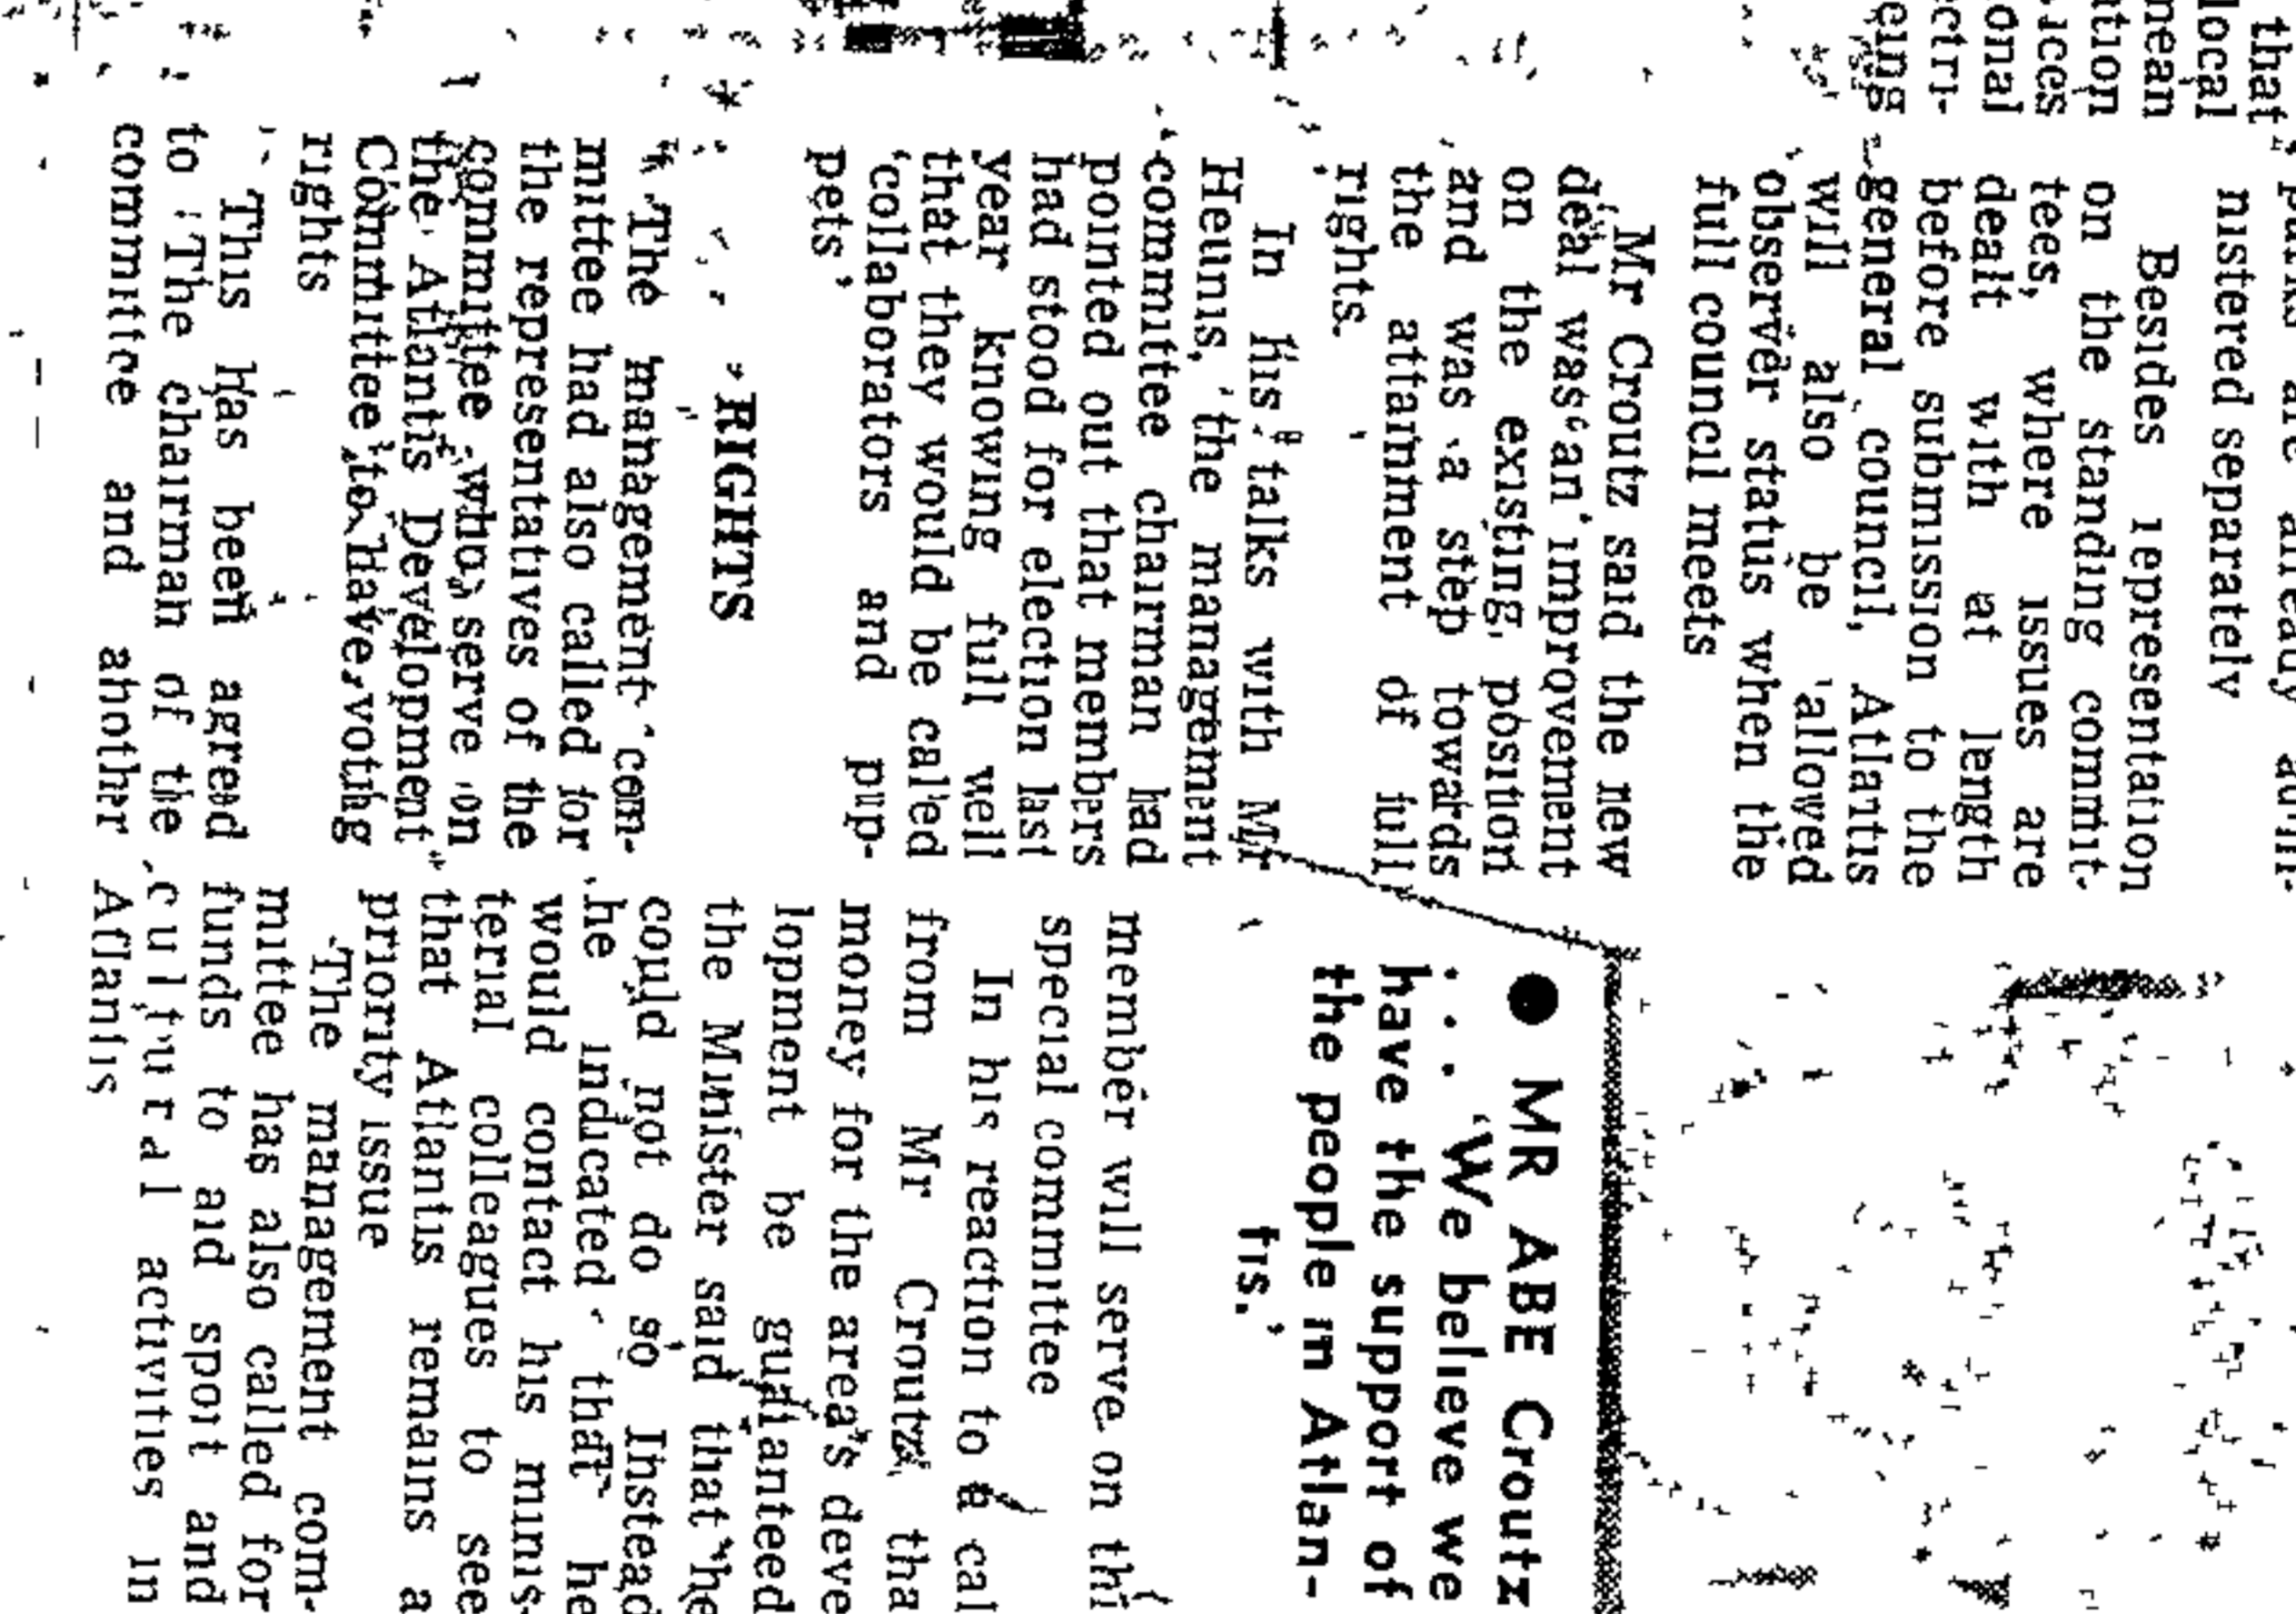 that
local
mean
ation
ices
onal
ectri-
eing
nistered separately
Besides representation
on the standing commit-
tees, where issues are
dealt with at length
before submission to the
general council, Atlantis
will also be allowed
observer status when the
full council meets
Mr Croutz said the new
deal was an improvement
on the existing position
and was a step towards
the attainment of full
rights.
In his talks with Mr
Heunis, the management
committee chairman had
pointed out that members
had stood for election last
year knowing full well
that they would be called
'collaborators and pup-
pets'
RIGHTS
The management com-
mittee had also called for
the representatives of the
committee who serve on
the Atlantis Development
Committee to have voting
rights
This has been agreed
to 'The chairman of the
committee and another
● MR ABE Croutz
. . . 'We believe we
have the support of
the people in Atlan-
tis.'
member will serve on thi
special committee
In his reaction to a cal
from Mr Croutz tha
money for the area's deve
lopment be guaranteed
the Minister said that he
could not do so Instead
he indicated that he
would contact his minis-
terial colleagues to see
that Atlantis remains a
priority issue
The management com-
mittee has also called for
funds to aid sport and
cultural activities in
Atlantis